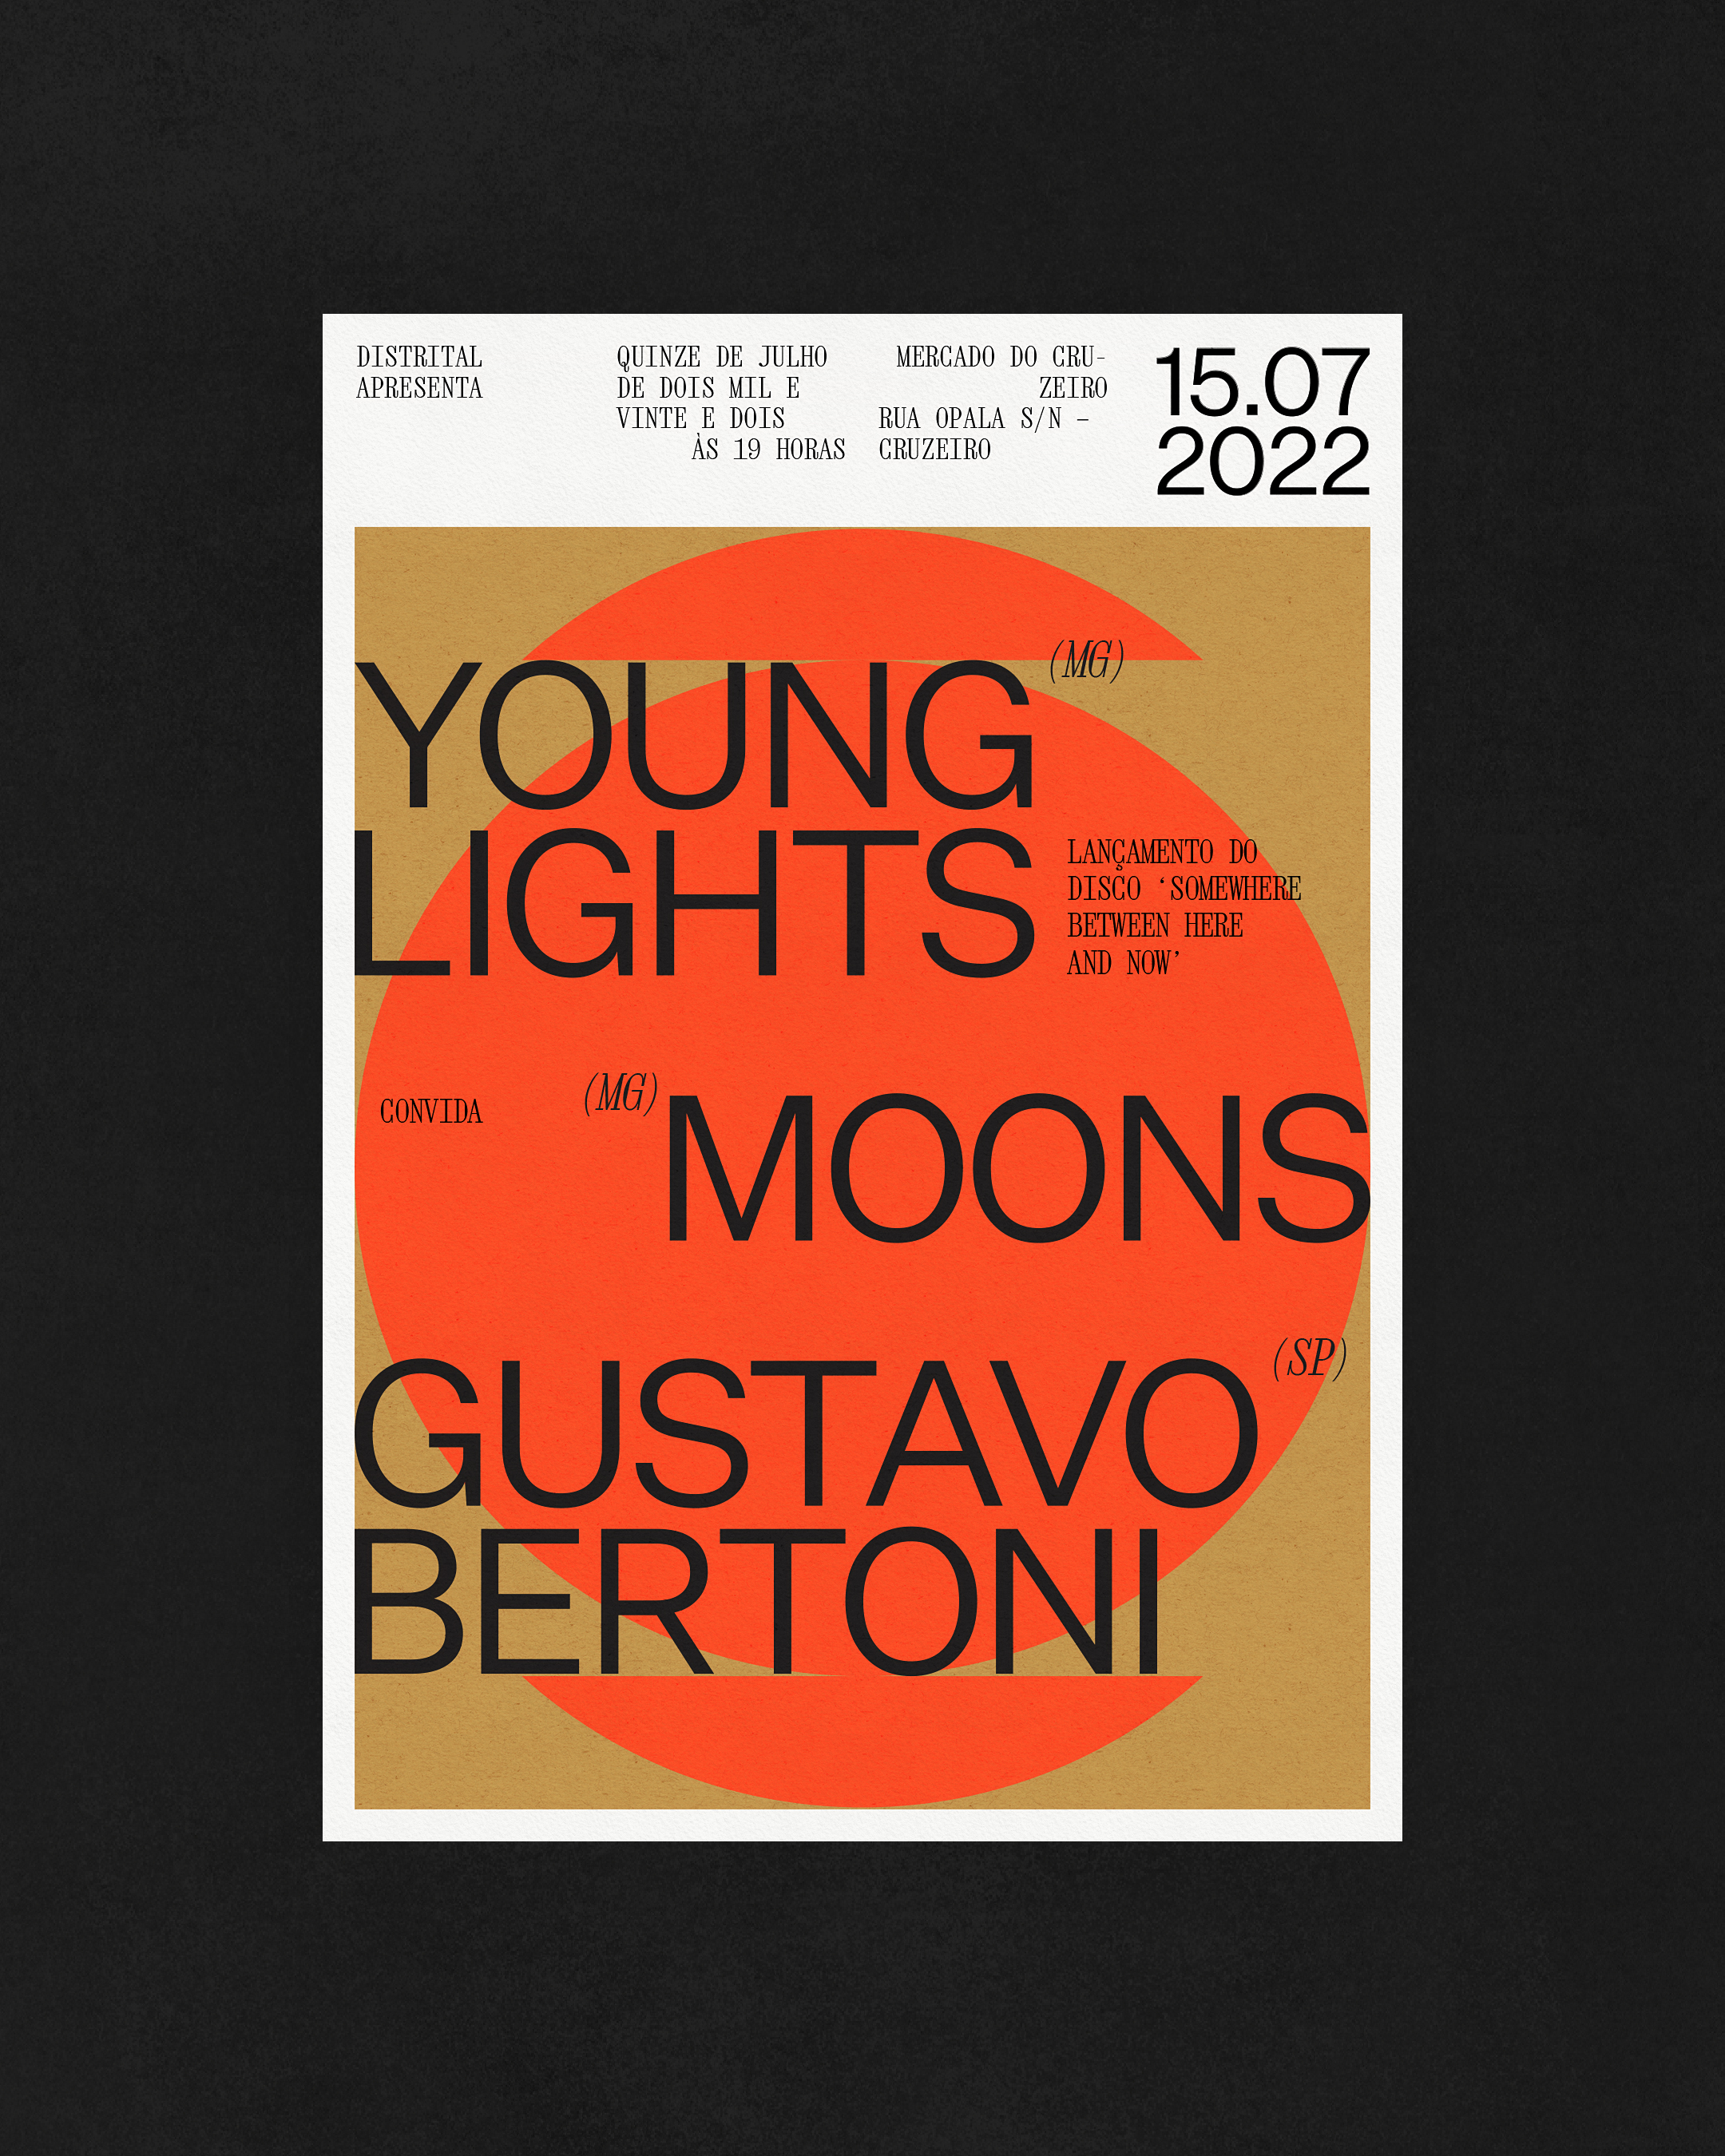 DISTRITAL
APRESENTA
QUINZE DE JULHO
DE DOIS MIL E
VINTE E DOIS
ÀS 19 HORAS
MERCADO DO CRU-
ZEIRO
RUA OPALA S/N –
CRUZEIRO
15.07
2022
YOUNG (MG)
LIGHTS
LANÇAMENTO DO
DISCO ‘SOMEWHERE
BETWEEN HERE
AND NOW’
CONVIDA
(MG) MOONS
GUSTAVO (SP)
BERTONI